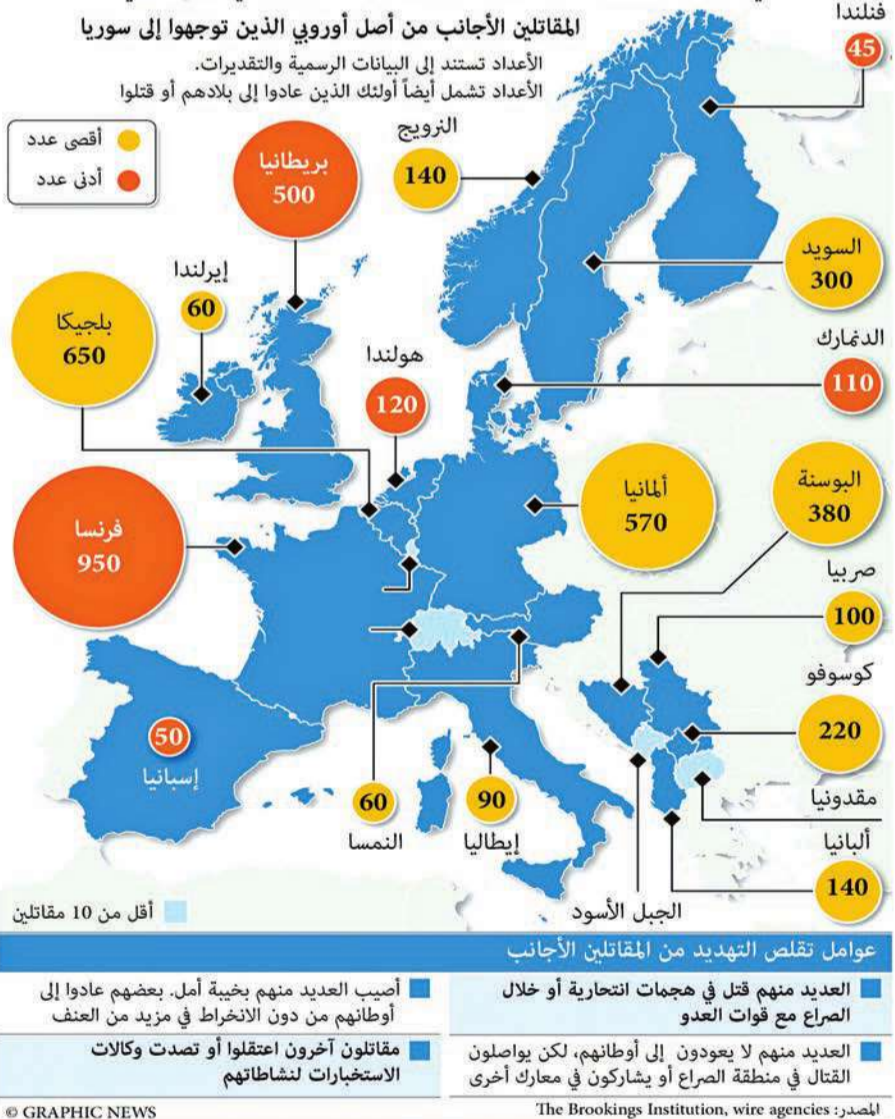 المقاتلين الأجانب من أصل أوروبي الذين توجهوا إلى سوريا
الأعداد تستند إلى البيانات الرسمية والتقديرات.
الأعداد تشمل أيضاً أولئك الذين عادوا إلى بلادهم أو قتلوا
أقصى عدد
أدنى عدد
فنلندا
45
النرويج
140
بريطانيا
500
السويد
300
إيرلندا
60
بلجيكا
650
هولندا
120
الدنمارك
110
فرنسا
950
ألمانيا
570
البوسنة
380
صربيا
100
كوسوفو
220
مقدونيا
ألبانيا
140
الجبل الأسود
50
إسبانيا
60
النمسا
90
إيطاليا
أقل من 10 مقاتلين
عوامل تقلص التهديد من المقاتلين الأجانب
العديد منهم قتل في هجمات انتحارية أو خلال
الصراع مع قوات العدو
العديد منهم لا يعودون إلى أوطانهم، لكن يواصلون
القتال في منطقة الصراع أو يشاركون في معارك أخرى
أصيب العديد منهم بخيبة أمل. بعضهم عادوا إلى
أوطانهم من دون الانخراط في مزيد من العنف
مقاتلون آخرون اعتقلوا أو تصدت وكالات
الاستخبارات لنشاطاتهم
المصدر: The Brookings Institution, wire agencies
© GRAPHIC NEWS